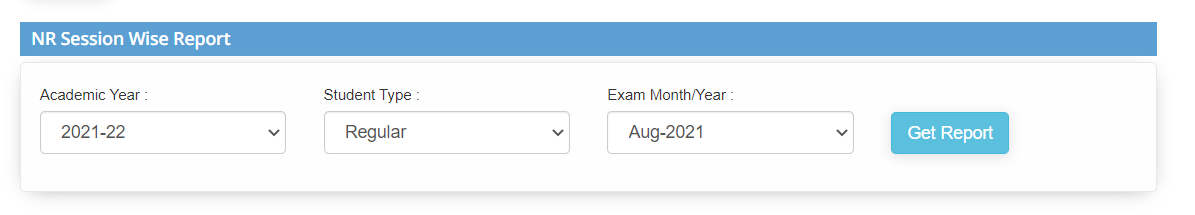 NR Session Wise Report
Academic Year : Student Type : Exam Month/Year :
2021-22 Regular Aug-2021 Get Report